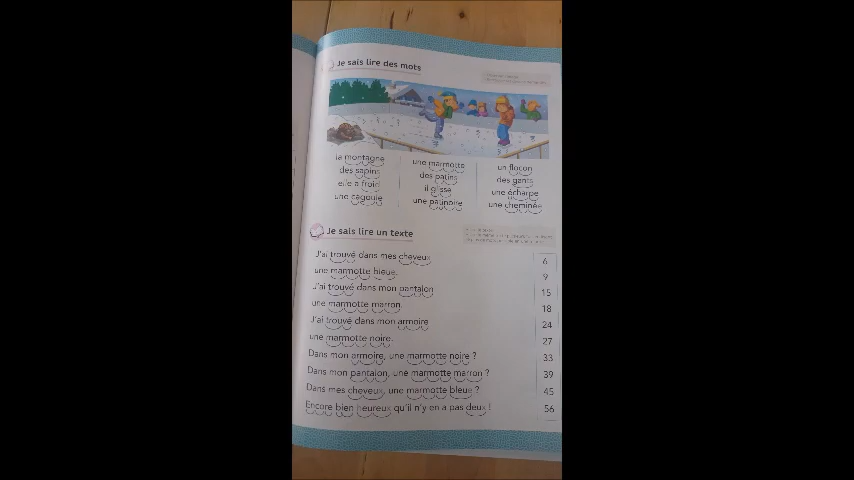 Je sais lire des mots
la montagne
des sapins
elle a froid
une cagoule
une marmotte
des patins
il glisse
une patinoire
un flocon
des gants
une écharpe
une cheminée
Je sais lire un texte
J'ai trouvé dans mes cheveux 6
une marmotte bleue. 9
J'ai trouvé dans mon pantalon 15
une marmotte marron. 18
J'ai trouvé dans mon armoire 24
une marmotte noire. 27
Dans mon armoire, une marmotte noire ? 33
Dans mon pantalon, une marmotte marron ? 39
Dans mes cheveux, une marmotte bleue ? 45
Encore bien heureux qu'il n'y en a pas deux ! 56